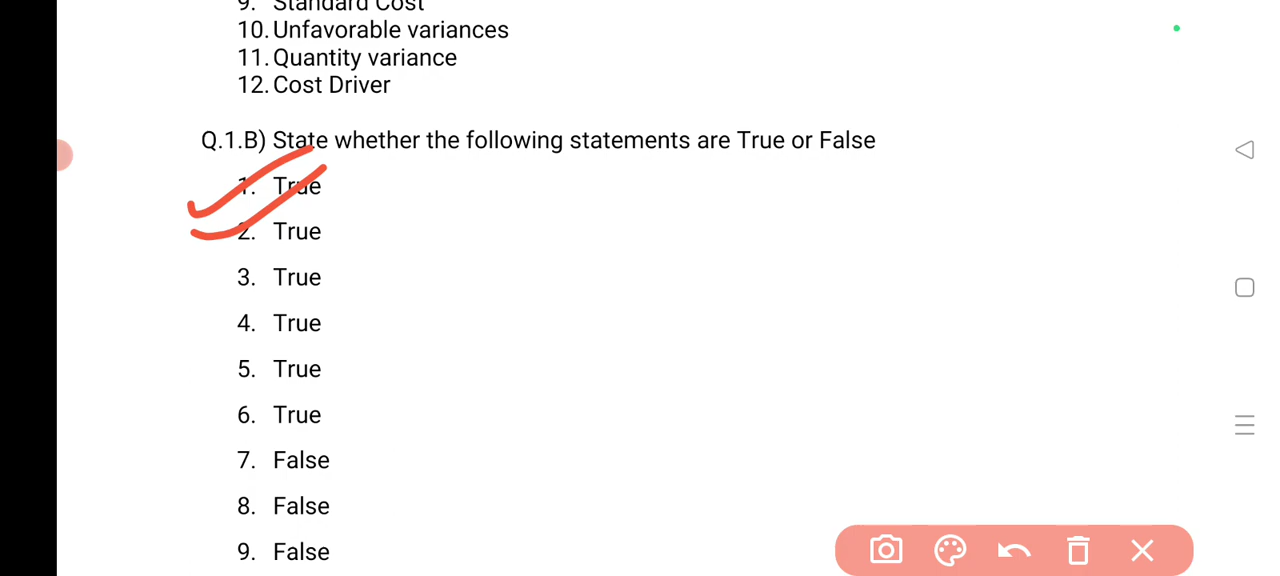 9. Standard Cost
10. Unfavorable variances
11. Quantity variance
12. Cost Driver
Q.1.B) State whether the following statements are True or False
1. True
2. True
3. True
4. True
5. True
6. True
7. False
8. False
9. False